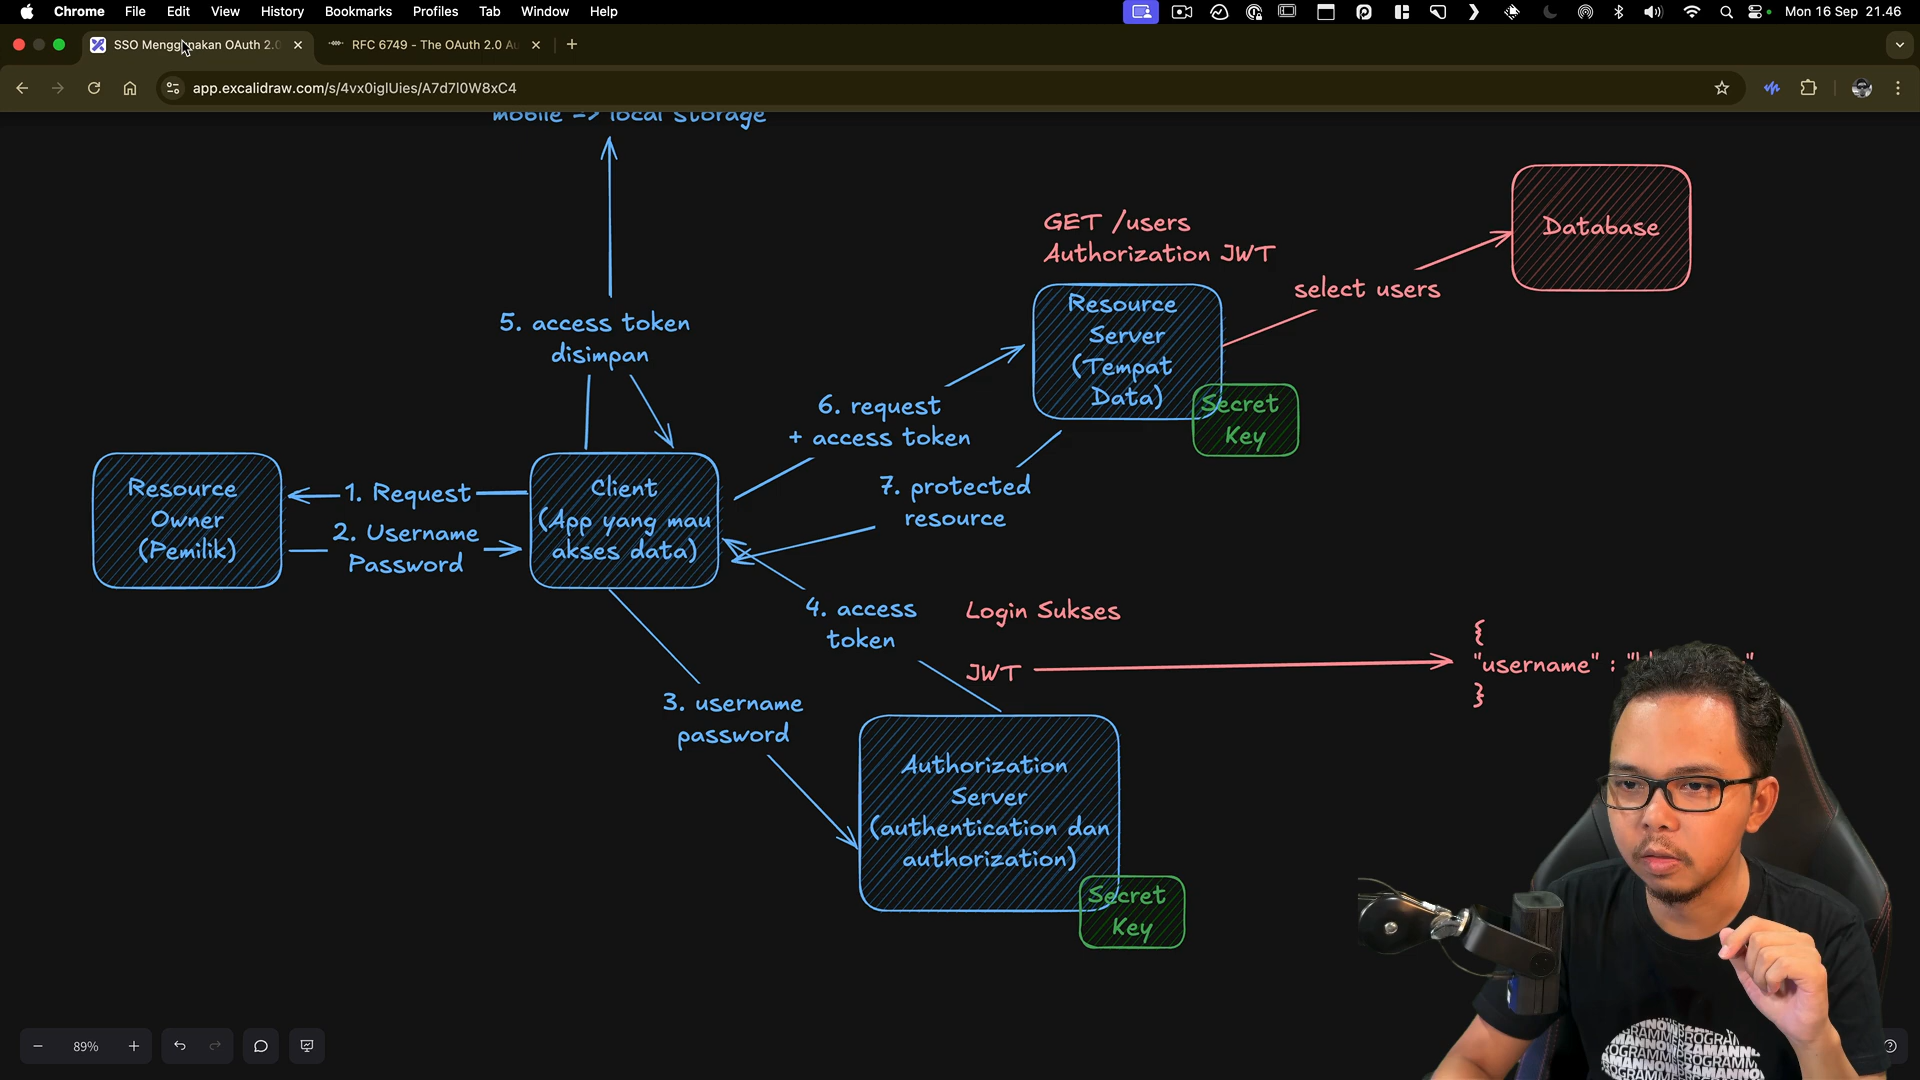 Chrome File Edit View History Bookmarks Profiles Tab Window Help
Mon 16 Sep 21.46
SSO Menggunakan OAuth 2.0
RFC 6749 - The OAuth 2.0 Au
app.excalidraw.com/s/4vx0iglUies/A7d7l0W8xC4
mobile -> local storage
GET /users
Authorization JWT
Database
select users
5. access token
disimpan
Resource
Server
(Tempat
Data)
Secret
Key
6. request
+ access token
7. protected
resource
Resource
Owner
(Pemilik)
1. Request
2. Username
Password
Client
(App yang mau
akses data)
4. access
token
Login Sukses
JWT
{
"username" : "
}
3. username
password
Authorization
Server
(authentication dan
authorization)
Secret
Key
89%